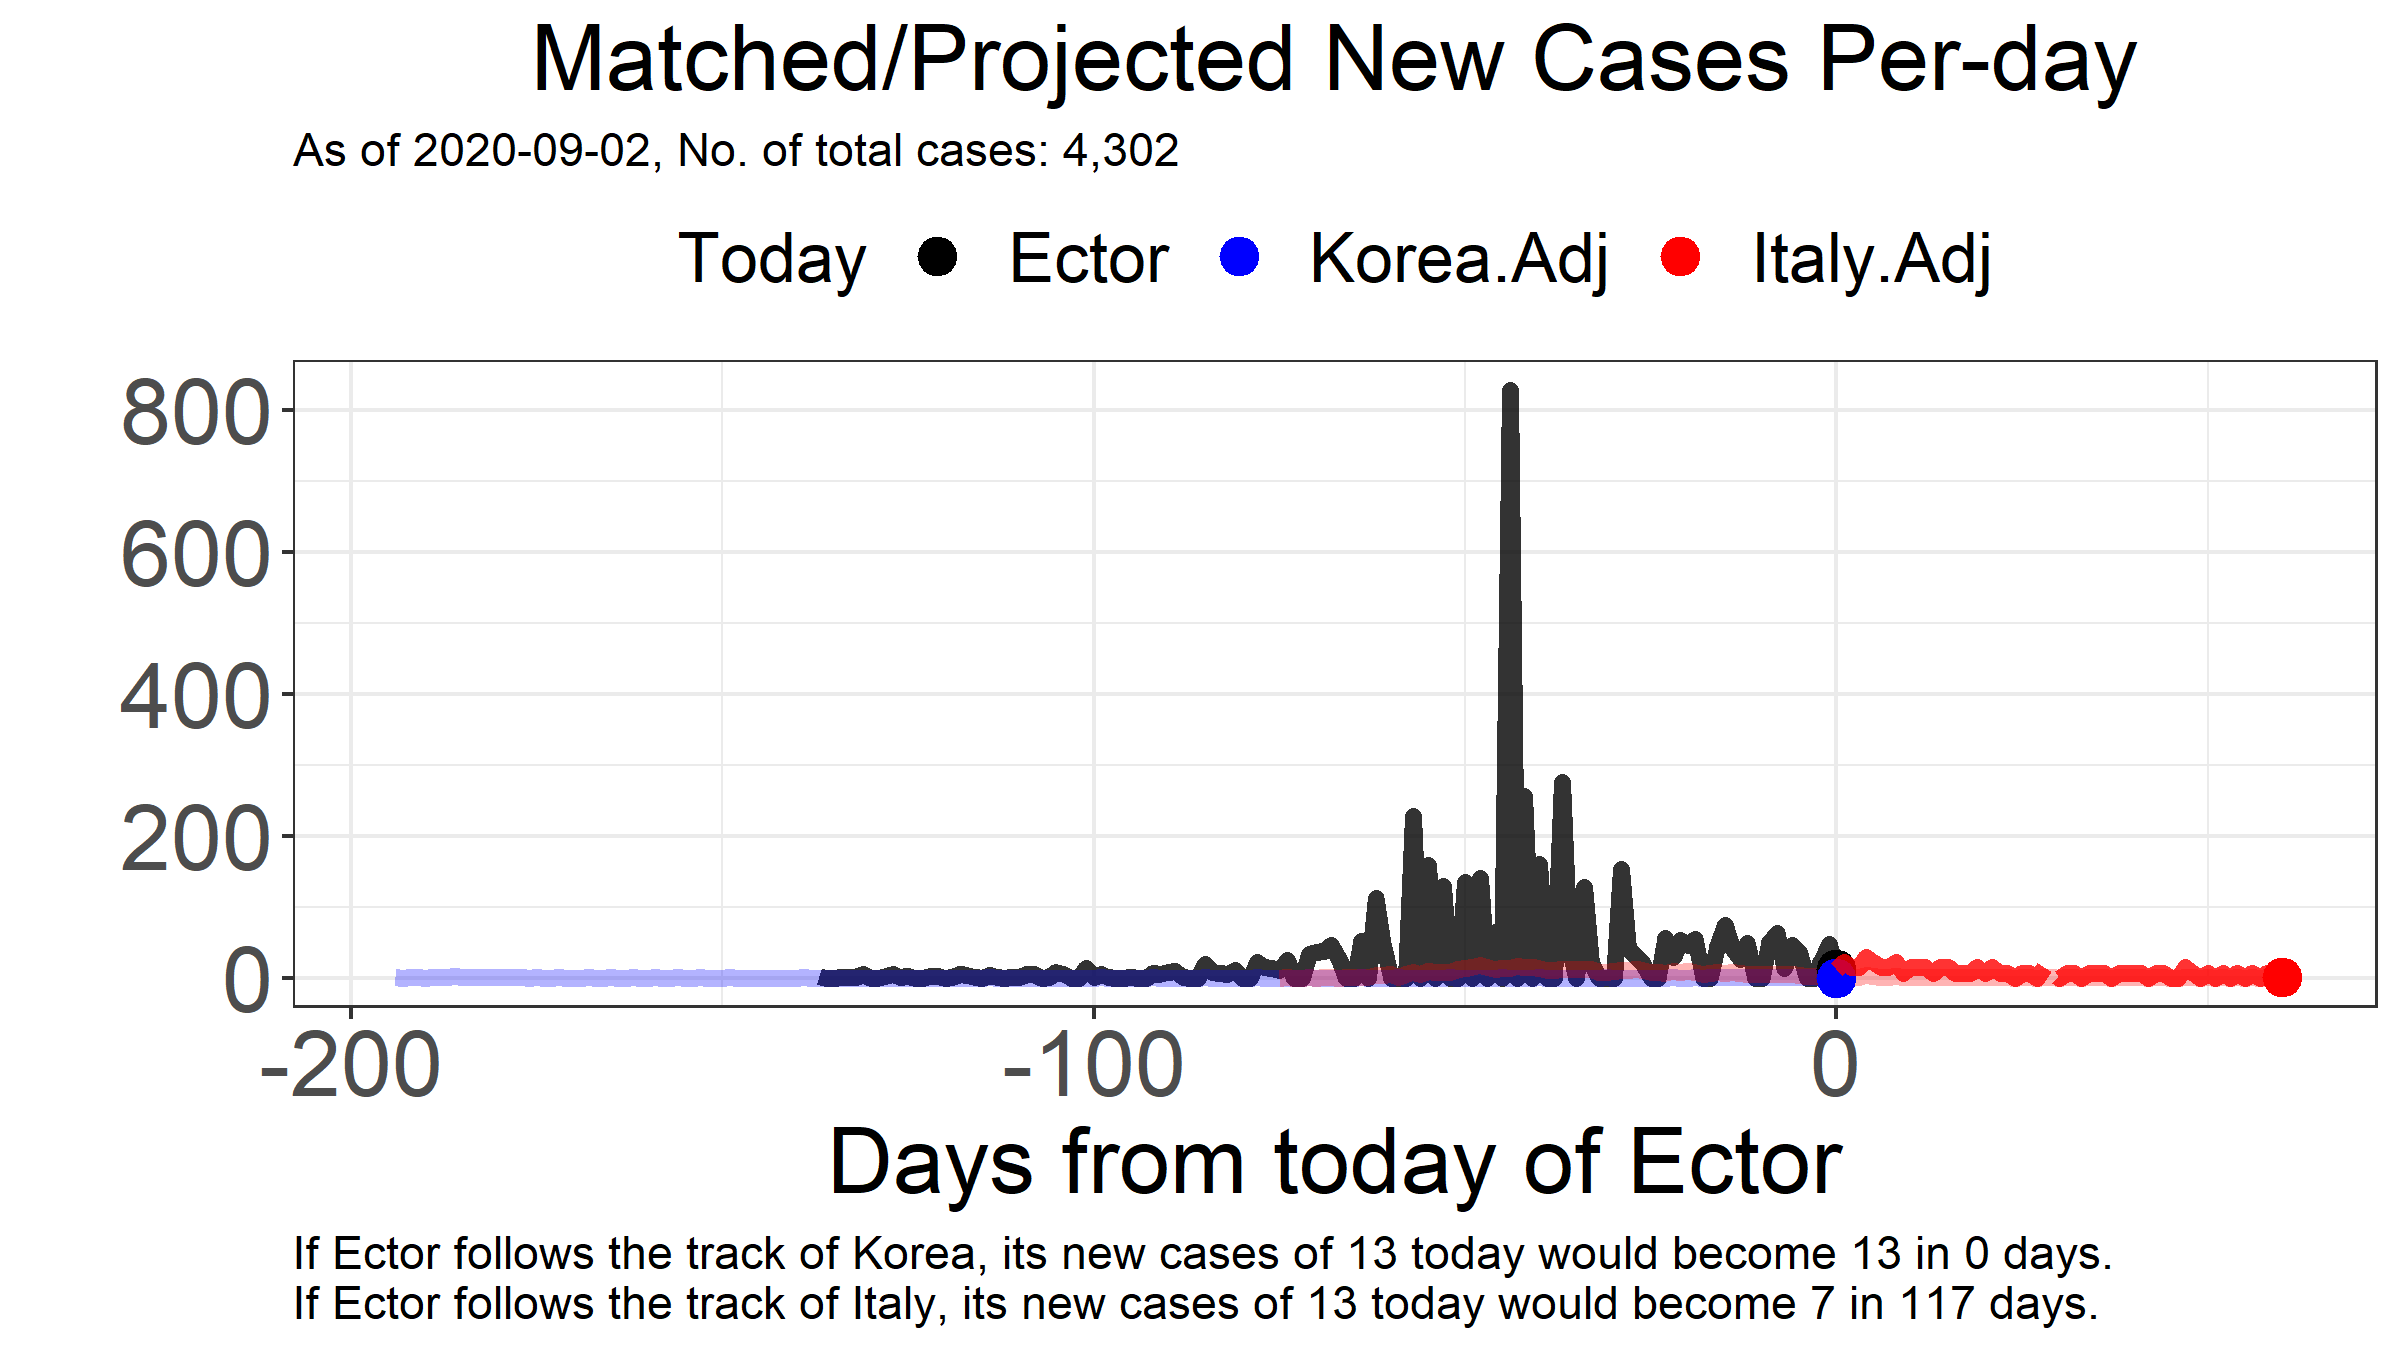 Matched/Projected New Cases Per-day
As of 2020-09-02, No. of total cases: 4,302
Today Ector Korea.Adj Italy.Adj
800
600
400
200
0
-200 -100 0
Days from today of Ector
If Ector follows the track of Korea, its new cases of 13 today would become 13 in 0 days.
If Ector follows the track of Italy, its new cases of 13 today would become 7 in 117 days.